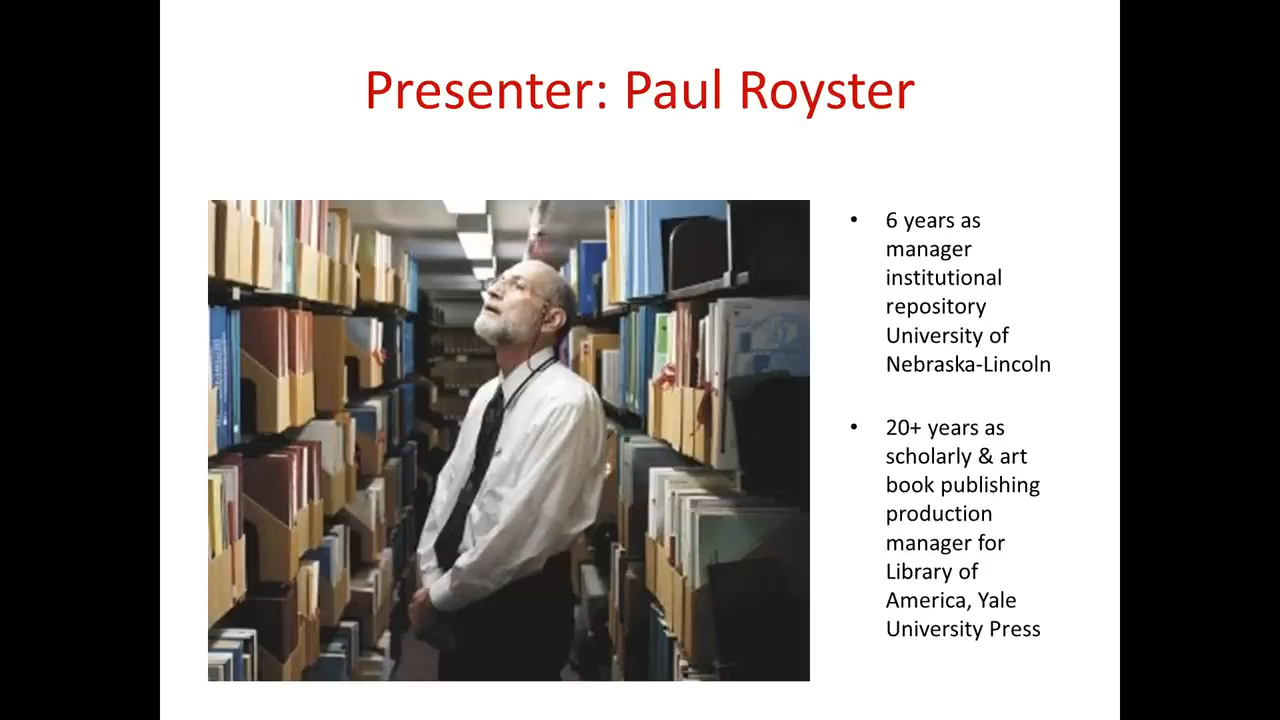 Presenter: Paul Royster
• 6 years as
manager
institutional
repository
University of
Nebraska-Lincoln
• 20+ years as
scholarly & art
book publishing
production
manager for
Library of
America, Yale
University Press